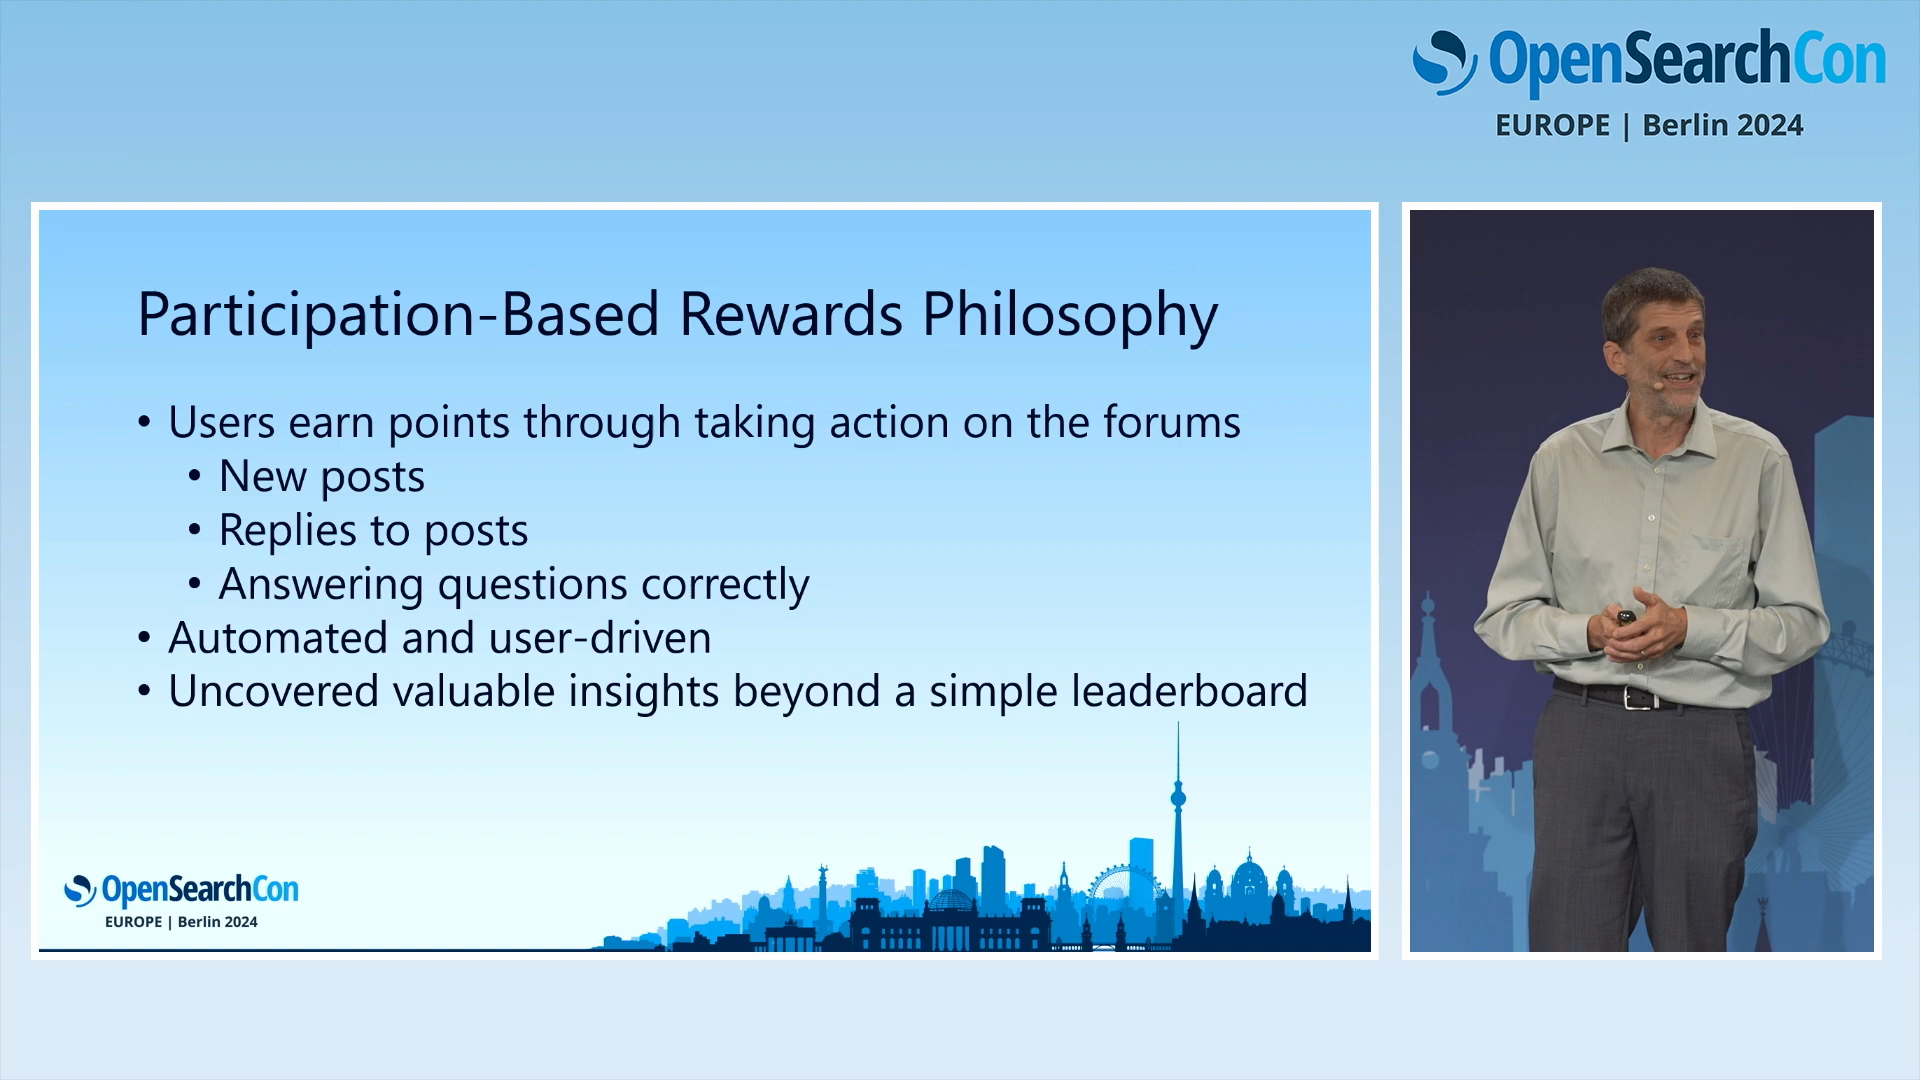 OpenSearchCon
EUROPE | Berlin 2024
Participation-Based Rewards Philosophy
• Users earn points through taking action on the forums
• New posts
• Replies to posts
• Answering questions correctly
• Automated and user-driven
• Uncovered valuable insights beyond a simple leaderboard
OpenSearchCon
EUROPE | Berlin 2024